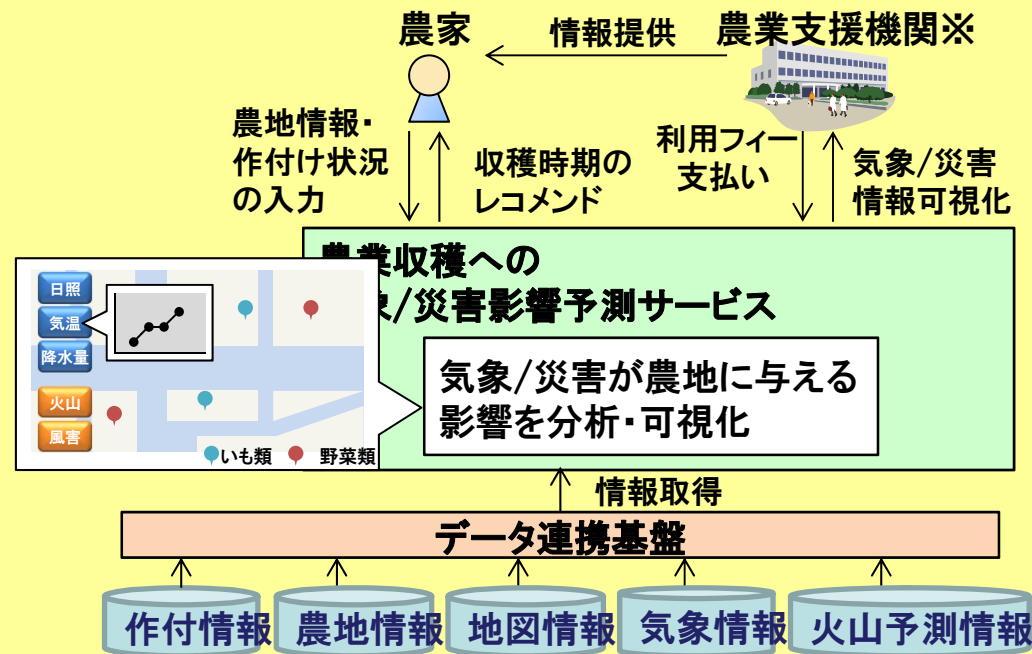 農家
情報提供
農業支援機関※
農地情報・
作付け状況
の入力
収穫時期の
レコメンド
利用フィー
支払い
気象/災害
情報可視化
農業収穫への
象/災害影響予測サービス
日照
気温
降水量
火山
風害
いも類
野菜類
気象/災害が農地に与える
影響を分析・可視化
情報取得
データ連携基盤
作付情報
農地情報
地図情報
気象情報
火山予測情報